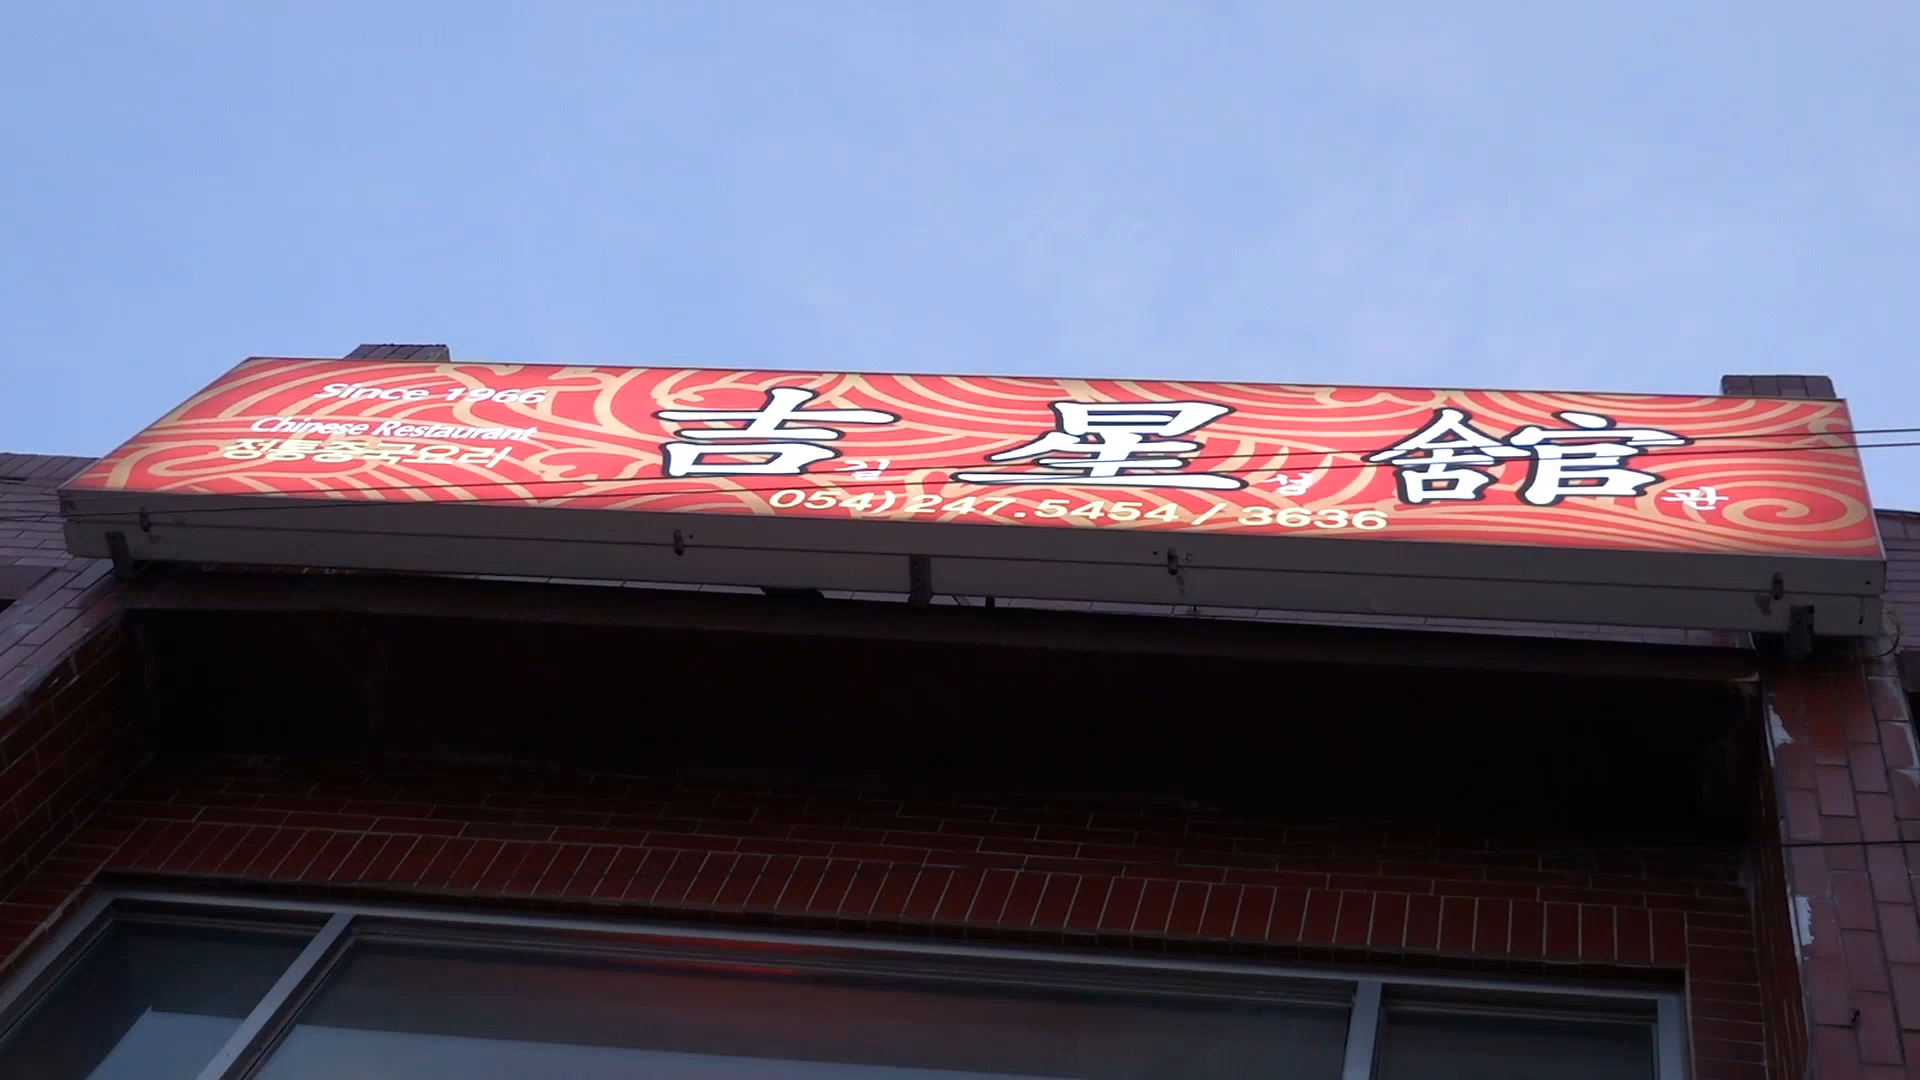 Since 1966
Chinese Restaurant
정통중국요리
吉 길 星 성 舘 관
054) 247.5454 / 3636